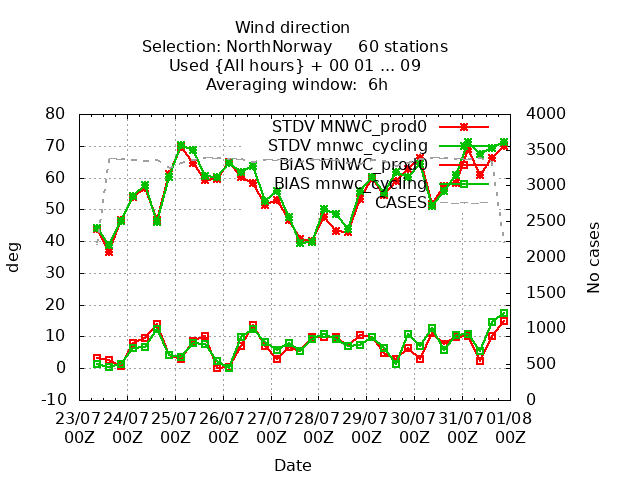 Wind direction
Selection: NorthNorway 60 stations
Used {All hours} + 00 01 ... 09
Averaging window: 6h
80
70
60
50
40
30
20
10
0
-10
4000
3500
3000
2500
2000
1500
1000
500
0
STDV MNWC_prod0
STDV mnwc_cycling
BIAS MNWC_prod0
BIAS mnwc_cycling
CASES
deg
No cases
23/07 24/07 25/07 26/07 27/07 28/07 29/07 30/07 31/07 01/08
00Z 00Z 00Z 00Z 00Z 00Z 00Z 00Z 00Z 00Z
Date